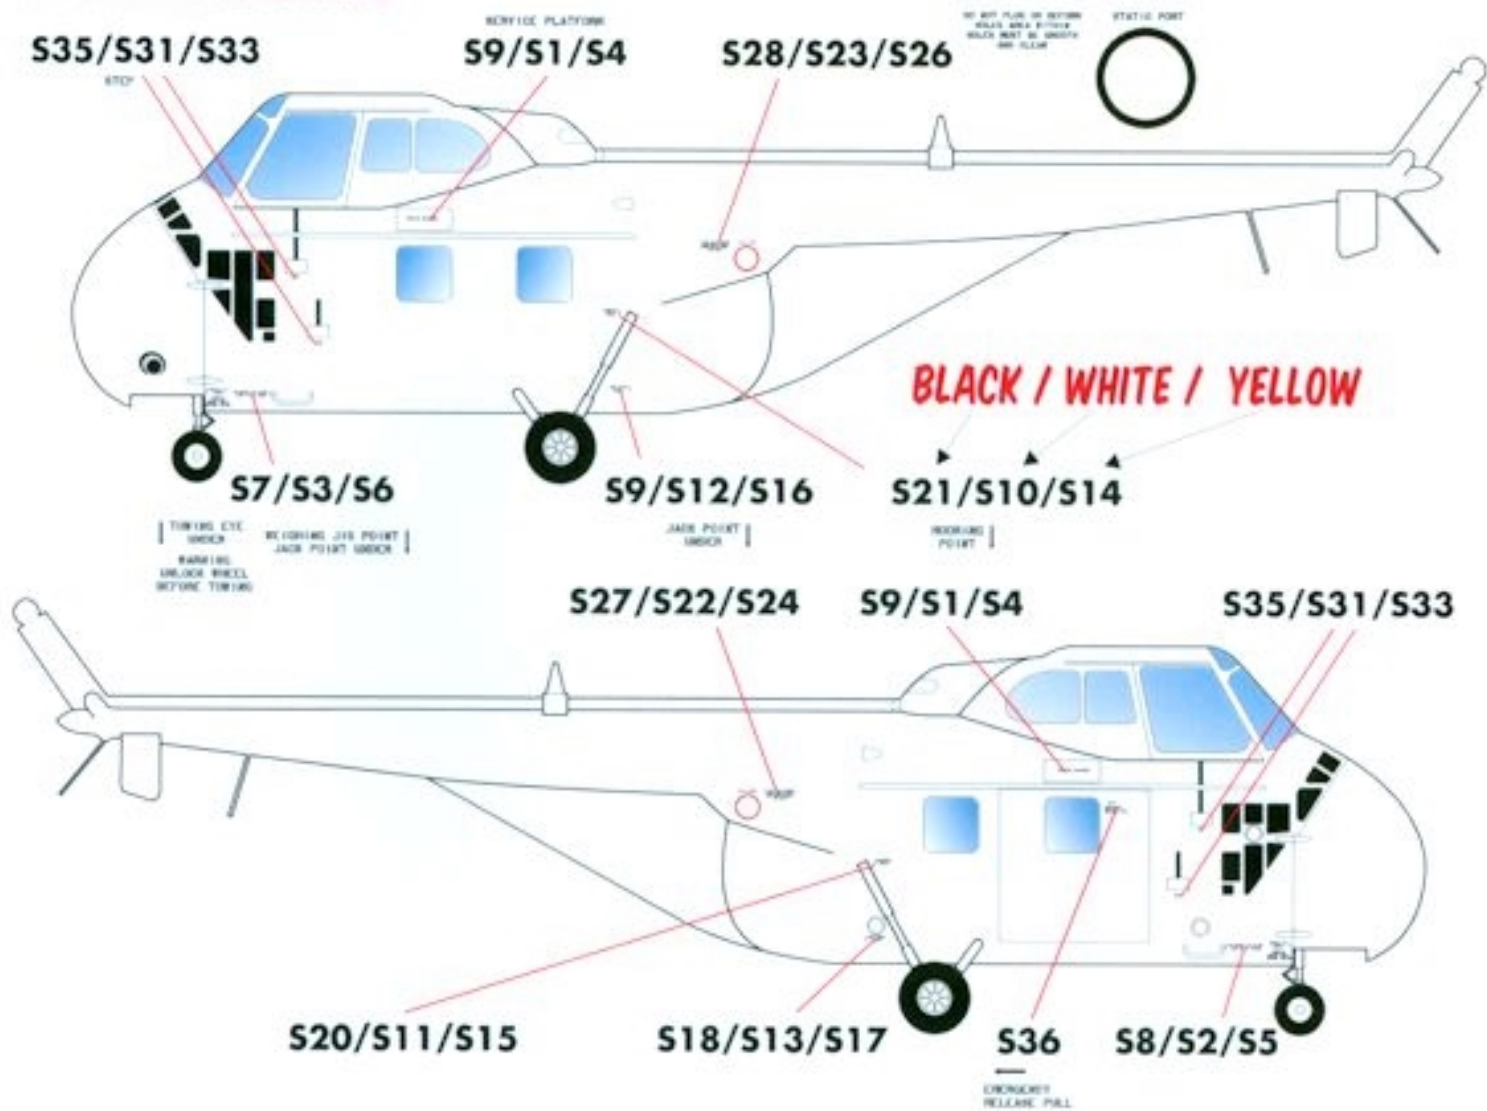 SERVICE PLATFORM
S35/S31/S33
STEP
S9/S1/S4
S28/S23/S26
STATIC PORT
BLACK / WHITE / YELLOW
S7/S3/S6
S9/S12/S16
S21/S10/S14
TOWING EYE
UNDER
WARNING
UNLOCK WHEEL
BEFORE TOWING
WEIGHING JIG POINT
JACK POINT UNDER
JACK POINT
UNDER
MOORING
POINT
S27/S22/S24
S9/S1/S4
S35/S31/S33
S20/S11/S15
S18/S13/S17
S36
S8/S2/S5
EMERGENCY
RELEASE PULL